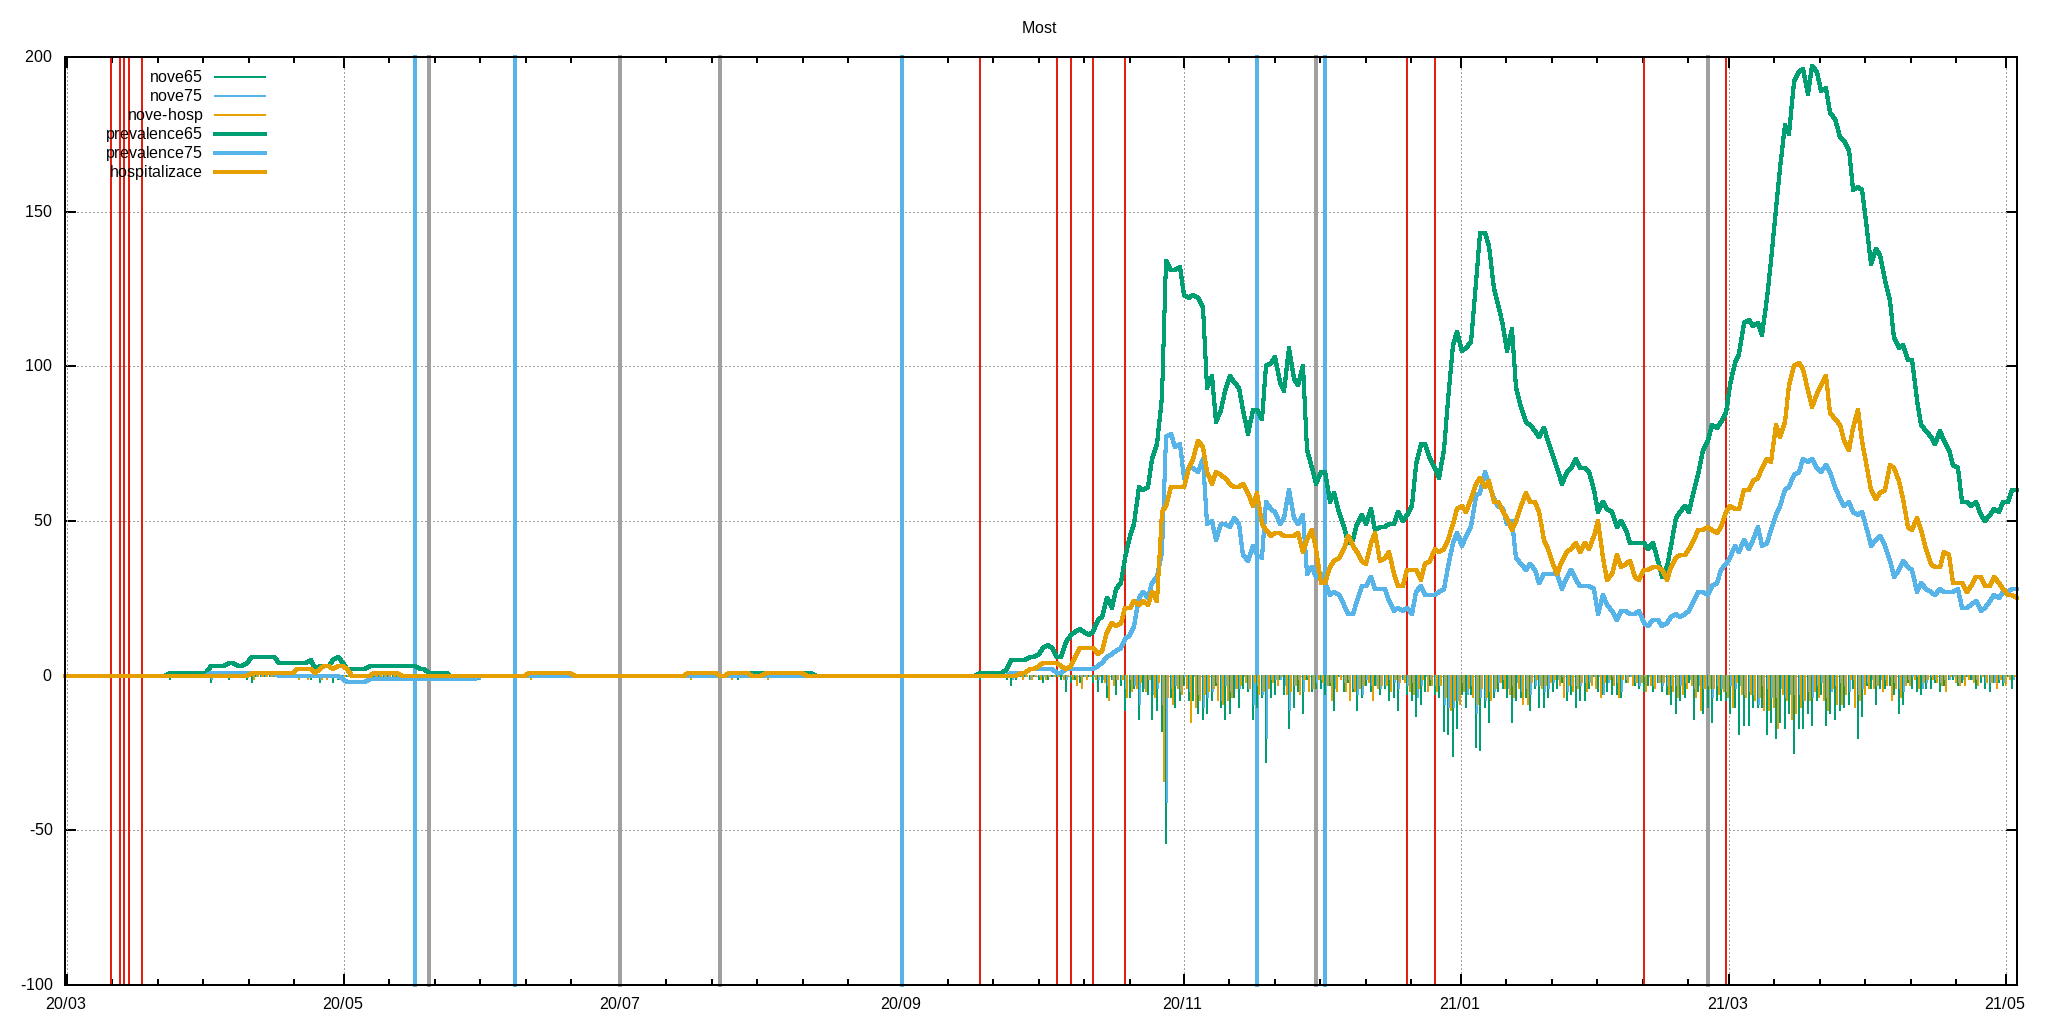 Most
nove65
nove75
nove-hosp
prevalence65
prevalence75
hospitalizace
200
150
100
50
0
-50
-100
20/03 20/05 20/07 20/09 20/11 21/01 21/03 21/05